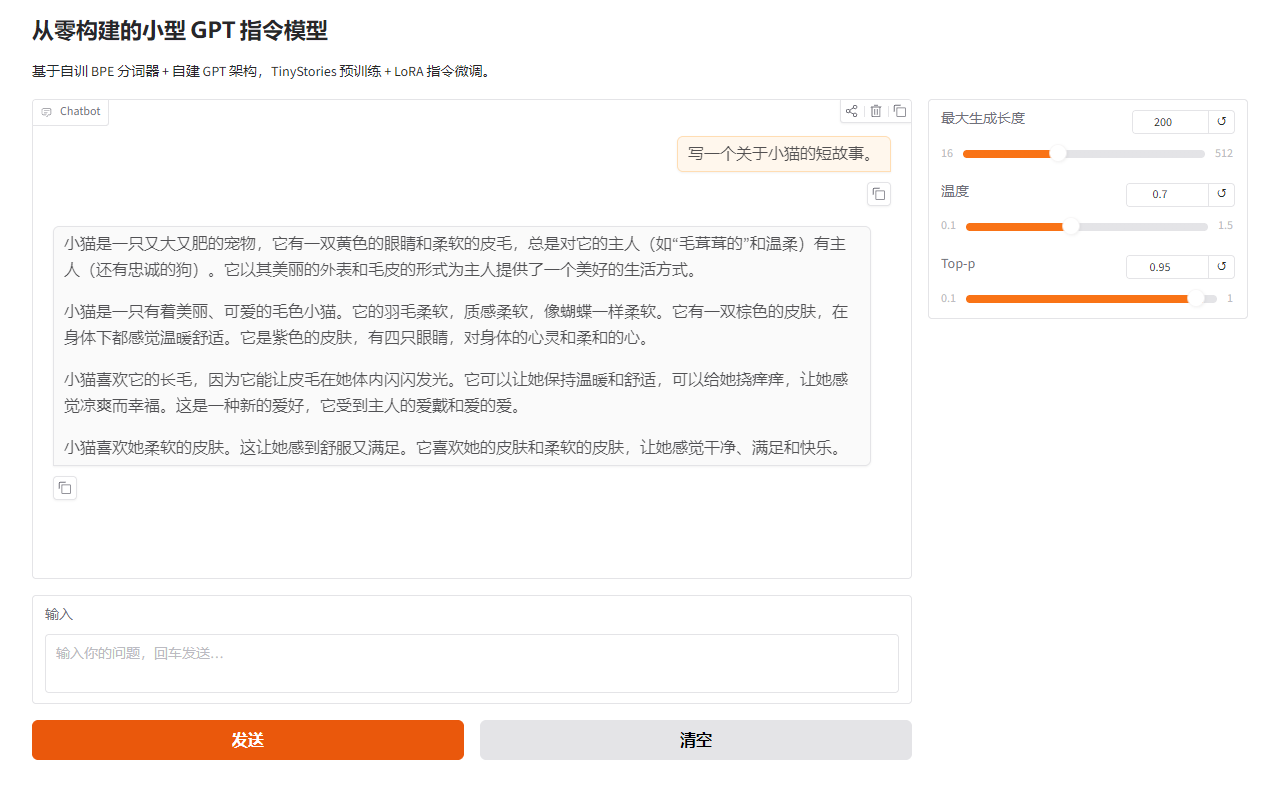 从零构建的小型 GPT 指令模型
基于自训 BPE 分词器 + 自建 GPT 架构，TinyStories 预训练 + LoRA 指令微调。
Chatbot
写一个关于小猫的短故事。
小猫是一只又大又肥的宠物，它有一双黄色的眼睛和柔软的皮毛，总是对它的主人（如“毛茸茸的”和温柔）有主
人（还有忠诚的狗）。它以其美丽的外表和毛皮的形式为主人提供了一个美好的生活方式。
小猫是一只有着美丽、可爱的毛色小猫。它的羽毛柔软，质感柔软，像蝴蝶一样柔软。它有一双棕色的皮肤，在
身体下都感觉温暖舒适。它是紫色的皮肤，有四只眼睛，对身体的心灵和柔和的心。
小猫喜欢它的长毛，因为它能让皮毛在她体内闪闪发光。它可以让她保持温暖和舒适，可以给她挠痒痒，让她感
觉凉爽而幸福。这是一种新的爱好，它受到主人的爱戴和爱的爱。
小猫喜欢她柔软的皮肤。这让她感到舒服又满足。它喜欢她的皮肤和柔软的皮肤，让她感觉干净、满足和快乐。
输入
输入你的问题，回车发送...
发送
清空
最大生成长度
200
16
512
温度
0.7
0.1
1.5
Top-p
0.95
0.1
1